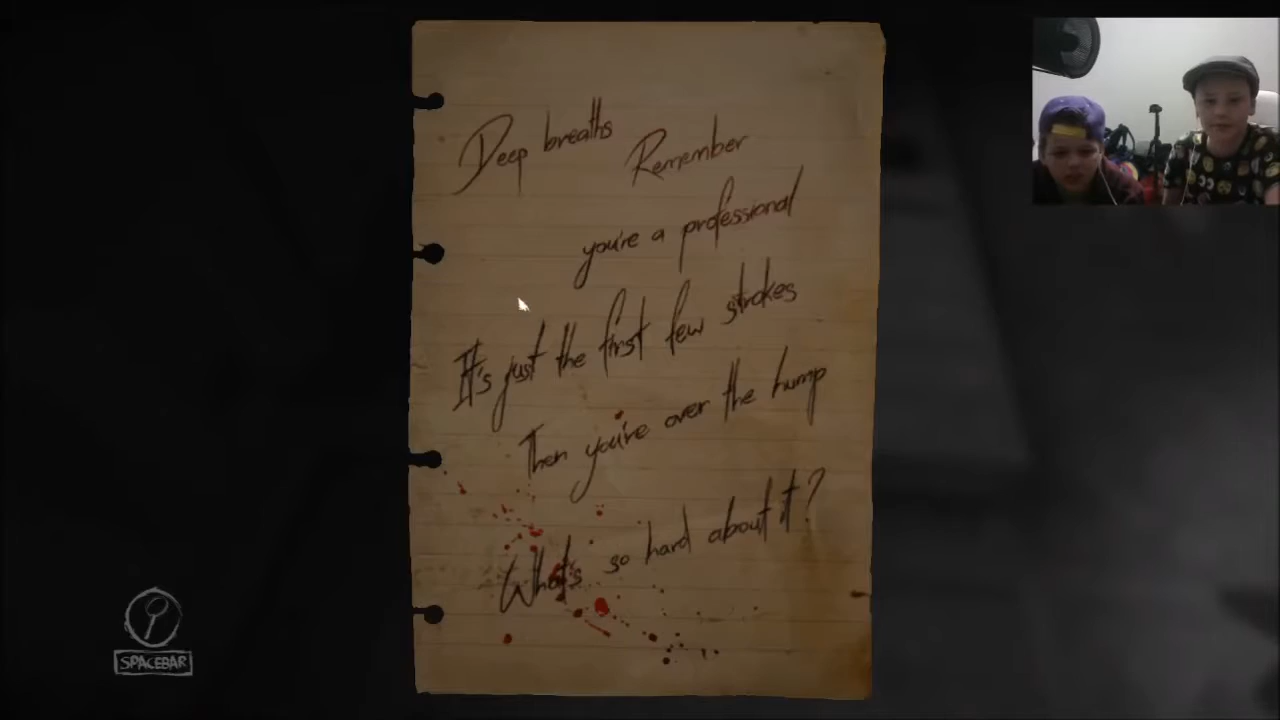 Deep breaths Remember
you're a professional
It's just the first few strokes
Then you're over the hump
What's so hard about it?
SPACEBAR